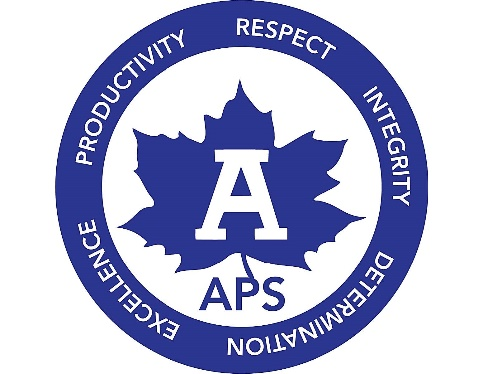 PRODUCTIVITY
RESPECT
INTEGRITY
DETERMINATION
EXCELLENCE
A
APS